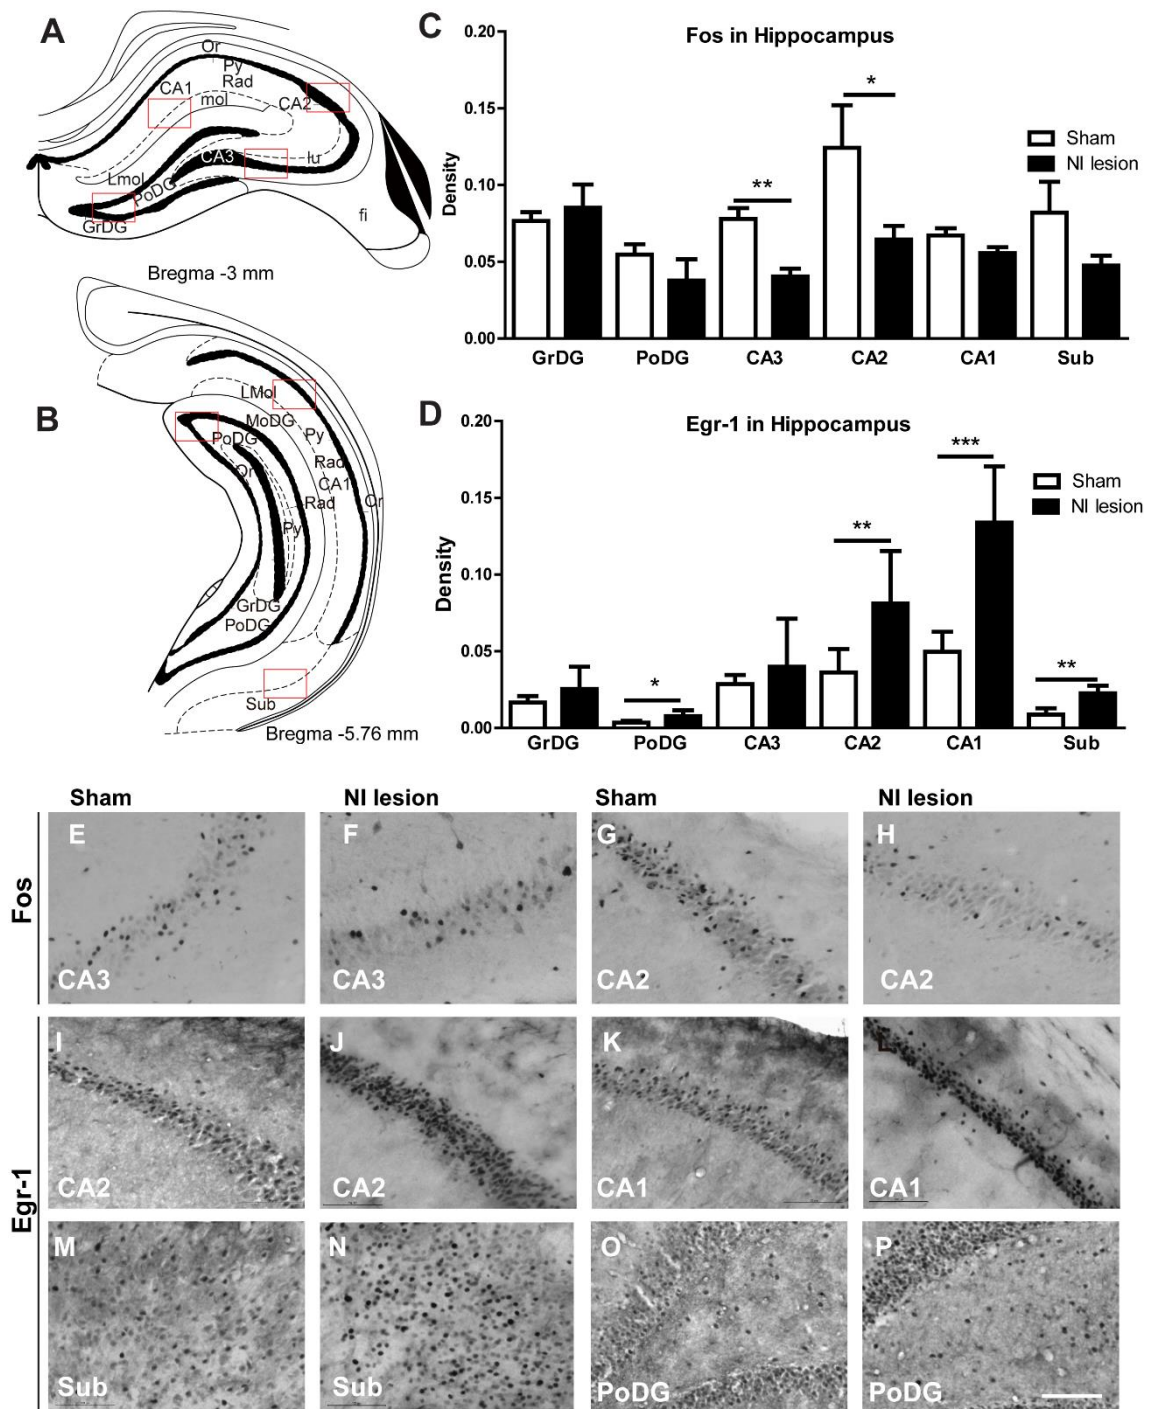 A
Or
Py
CA1
Rad
mol
CA2
CA3
lu
Lmol
PoDG
GrDG
fi
Bregma -3 mm
B
LMol
MoDG
PoDG
Py
Or
Rad
CA1
Rad
Or
Py
GrDG
PoDG
Sub
Bregma -5.76 mm
C
Fos in Hippocampus
0.20
0.15
0.10
0.05
0.00
Density
*
**
Sham
NI lesion
GrDG PoDG CA3 CA2 CA1 Sub
D
Egr-1 in Hippocampus
0.20
0.15
0.10
0.05
0.00
Density
***
**
*
**
Sham
NI lesion
GrDG PoDG CA3 CA2 CA1 Sub
Sham NI lesion Sham NI lesion
Fos
E F G H
CA3 CA3 CA2 CA2
Egr-1
I J K L
CA2 CA2 CA1 CA1
M N O P
Sub Sub PoDG PoDG